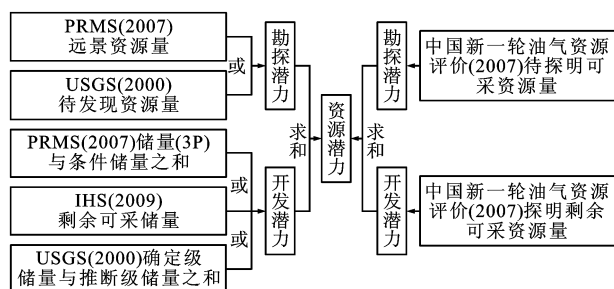 PRMS(2007)
远景资源量
或
USGS(2000)
待发现资源量
勘探潜力
PRMS(2007)储量(3P)
与条件储量之和
或
IHS(2009)
剩余可采储量
或
USGS(2000)确定级
储量与推断级储量之和
开发潜力
求和
资源潜力
求和
勘探潜力
中国新一轮油气资源
评价(2007)待探明可
采资源量
开发潜力
中国新一轮油气资源
评价(2007)探明剩余
可采资源量